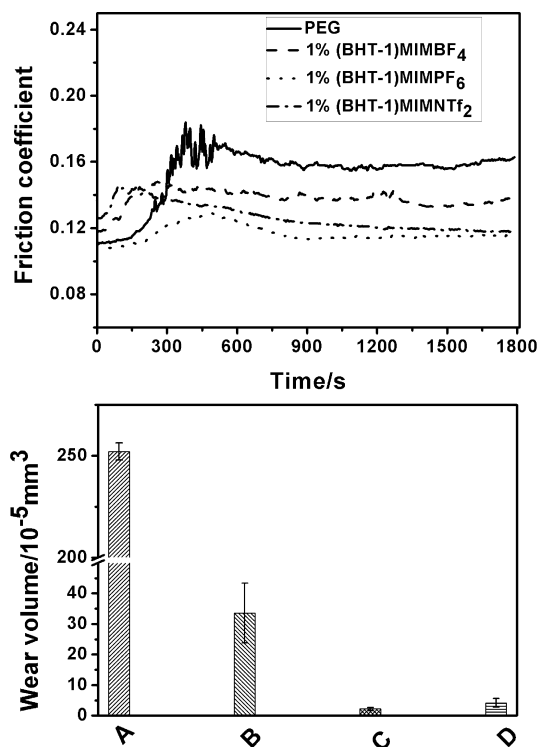 0.24
0.20
0.16
0.12
0.08
Friction coefficient
PEG
1% (BHT-1)MIMBF4
1% (BHT-1)MIMPF6
1% (BHT-1)MIMNTf2
0 300 600 900 1200 1500 1800
Time/s
Wear volume/10-5mm3
250
200
40
30
20
10
0
A B C D